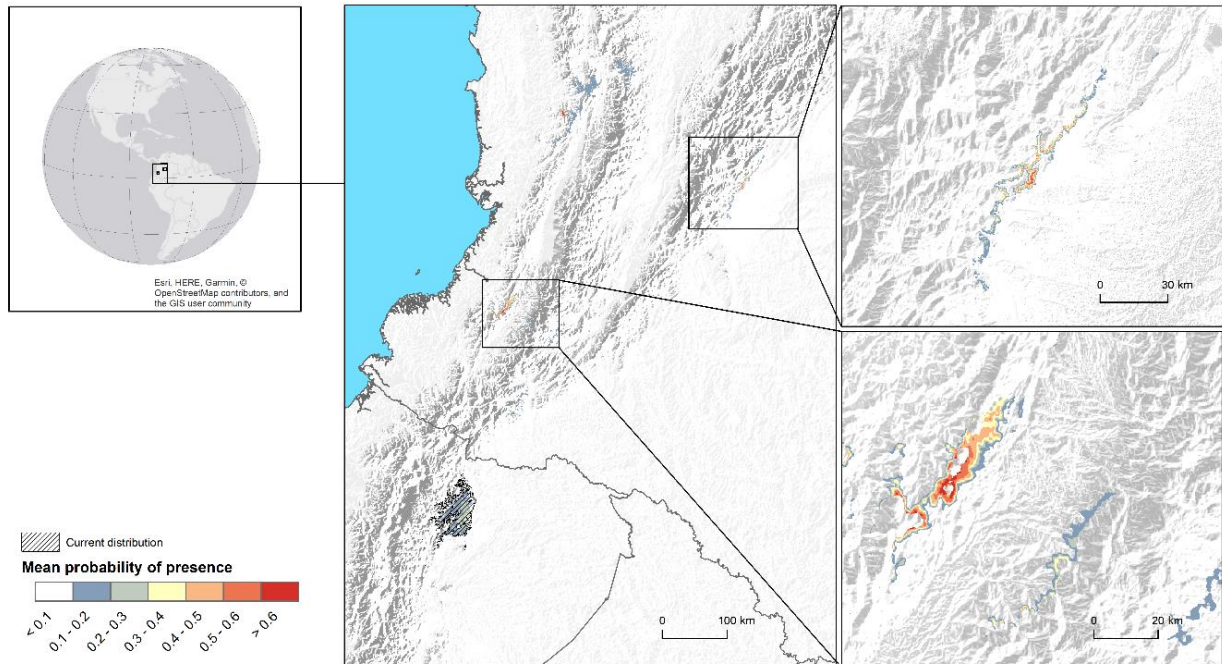 Esri, HERE, Garmin, ©
OpenStreetMap contributors, and
the GIS user community
Current distribution
Mean probability of presence
< 0.1
0.1 - 0.2
0.2 - 0.3
0.3 - 0.4
0.4 - 0.5
0.5 - 0.6
> 0.6
0 100 km
0 30 km
0 20 km